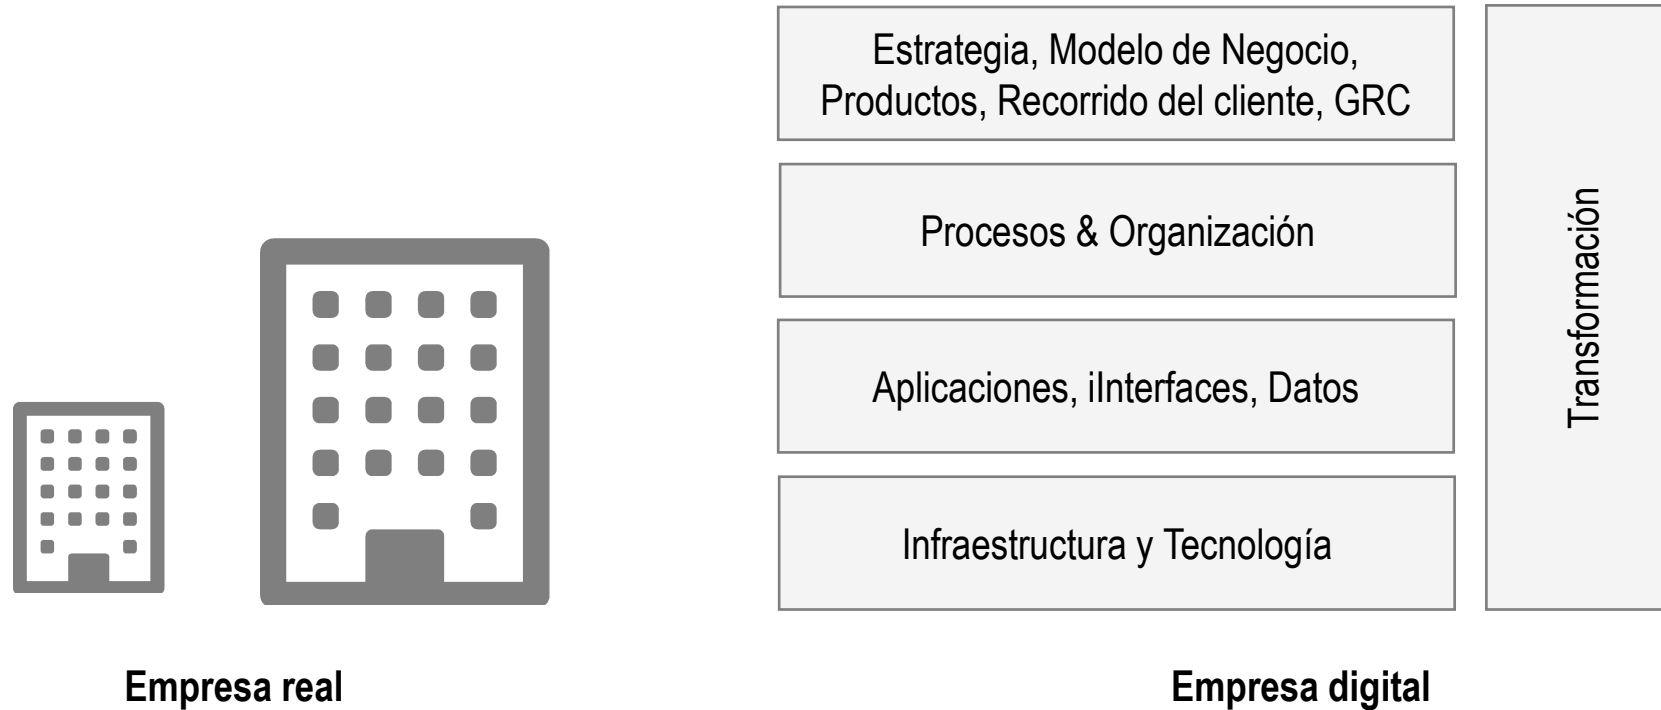 Estrategia, Modelo de Negocio,
Productos, Recorrido del cliente, GRC
Procesos & Organización
Aplicaciones, iInterfaces, Datos
Infraestructura y Tecnología
Transformación
Empresa real
Empresa digital